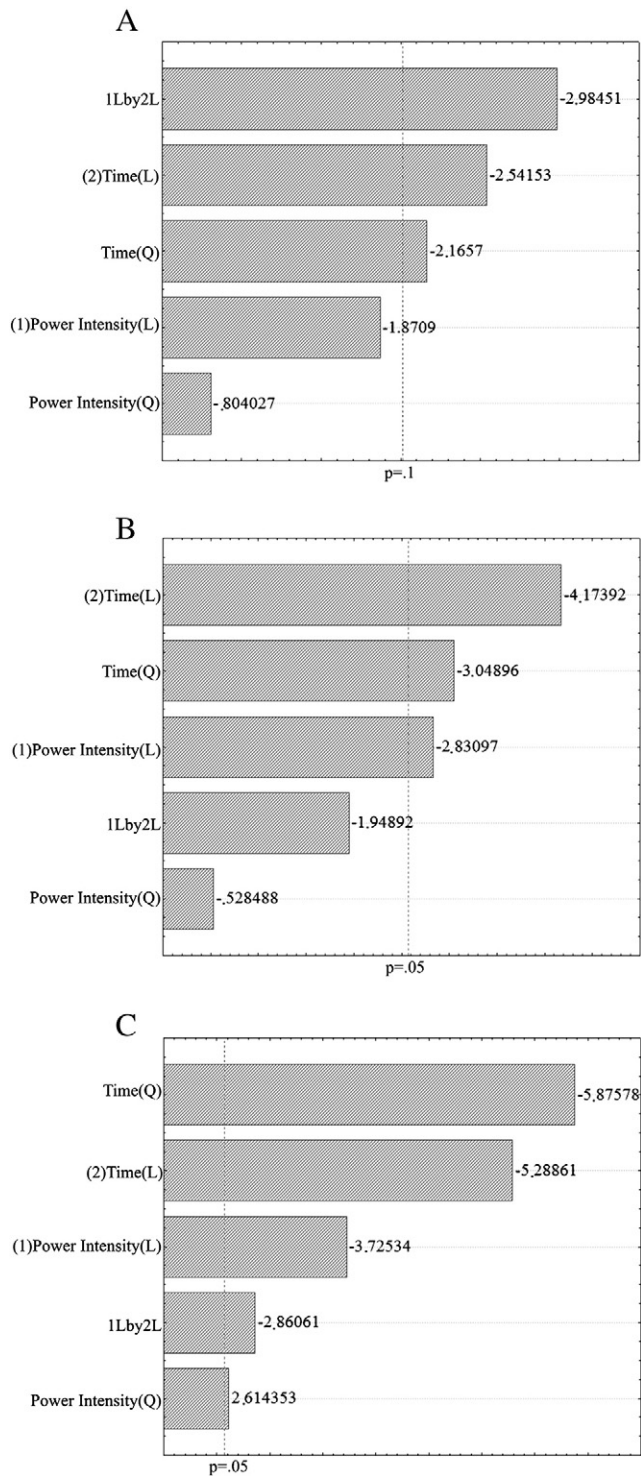 A
1Lby2L
-2.98451
(2)Time(L)
-2.54153
Time(Q)
-2.1657
(1)Power Intensity(L)
-1.8709
Power Intensity(Q)
-.804027
p=.1
B
(2)Time(L)
-4.17392
Time(Q)
-3.04896
(1)Power Intensity(L)
-2.83097
1Lby2L
-1.94892
Power Intensity(Q)
-.528488
p=.05
C
Time(Q)
-5.87578
(2)Time(L)
-5.28861
(1)Power Intensity(L)
-3.72534
1Lby2L
-2.86061
Power Intensity(Q)
2.614353
p=.05